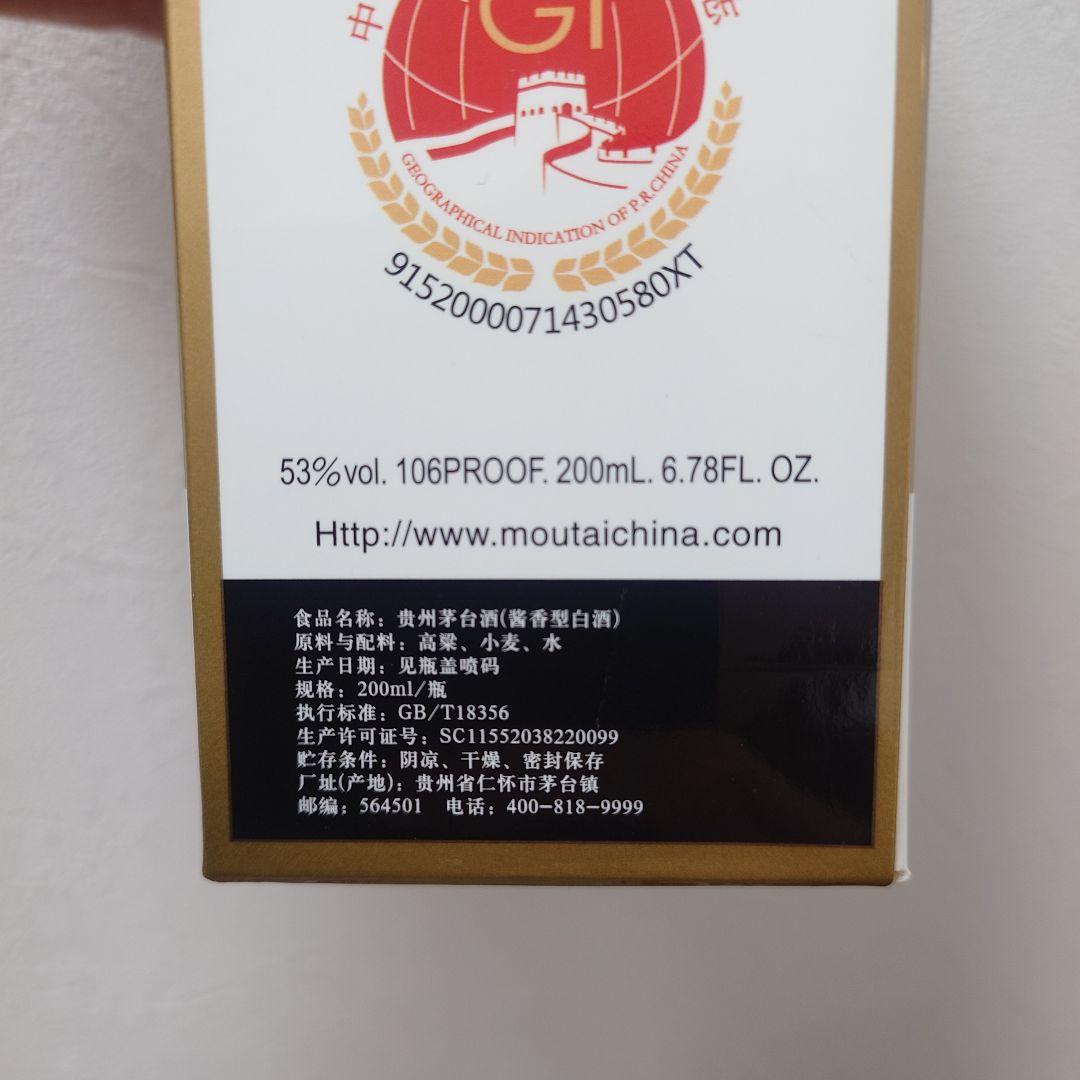 中
GI
GEOGRAPHICAL INDICATION OF P.R.CHINA
9152000071430580XT
53%vol. 106PROOF. 200mL. 6.78FL. OZ.
Http://www.moutaichina.com
食品名称：贵州茅台酒(酱香型白酒)
原料与配料：高粱、小麦、水
生产日期：见瓶盖喷码
规格：200ml/瓶
执行标准：GB/T18356
生产许可证号：SC11552038220099
贮存条件：阴凉、干燥、密封保存
厂址(产地)：贵州省仁怀市茅台镇
邮编：564501 电话：400-818-9999